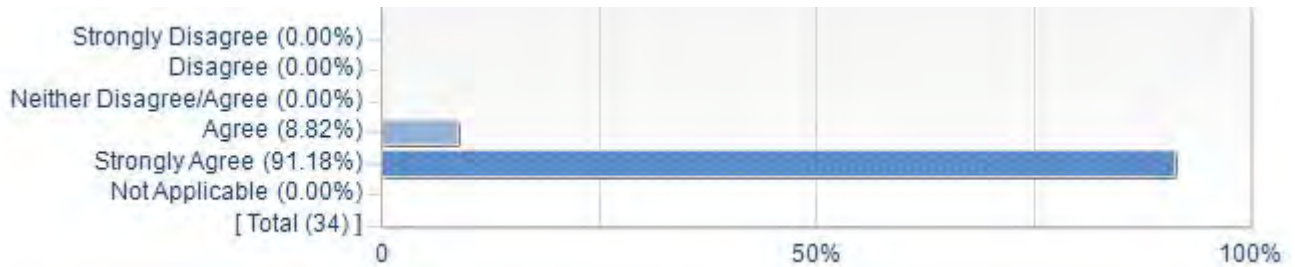 Strongly Disagree (0.00%)
Disagree (0.00%)
Neither Disagree/Agree (0.00%)
Agree (8.82%)
Strongly Agree (91.18%)
Not Applicable (0.00%)
[ Total (34) ]
0 50% 100%